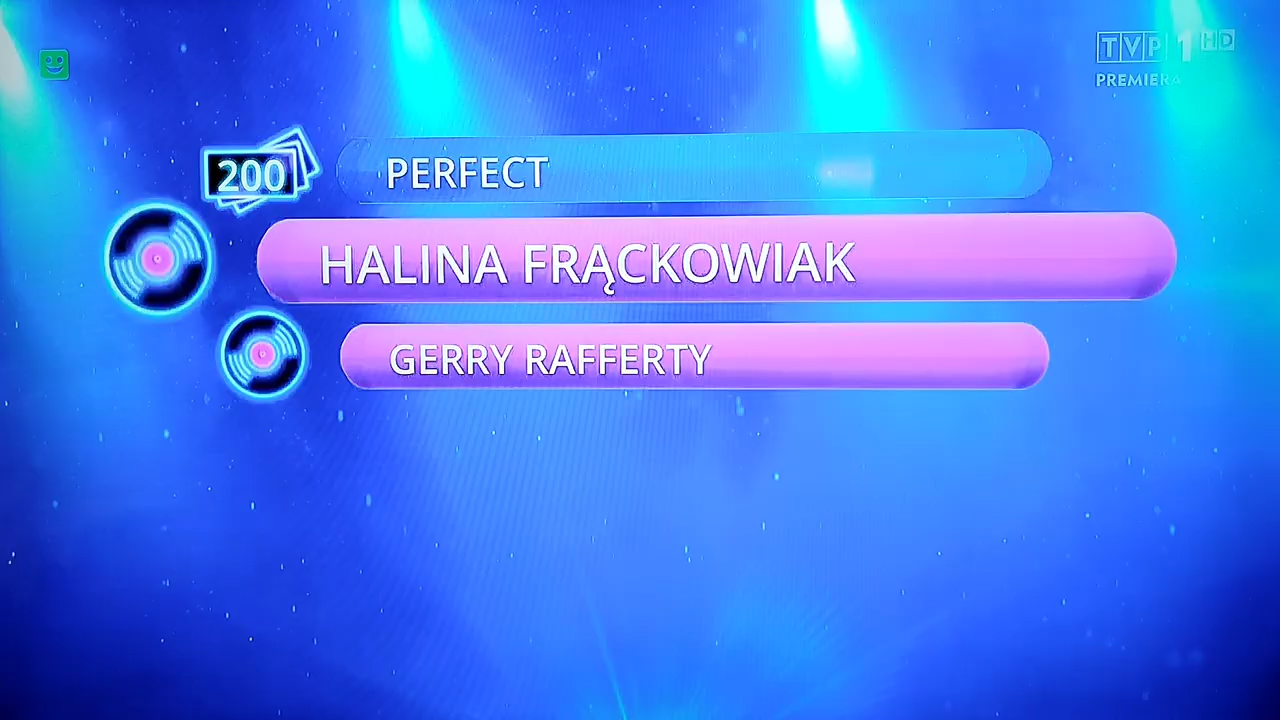 TVP 1 HD
PREMIERA
200 PERFECT
HALINA FRĄCKOWIAK
GERRY RAFFERTY